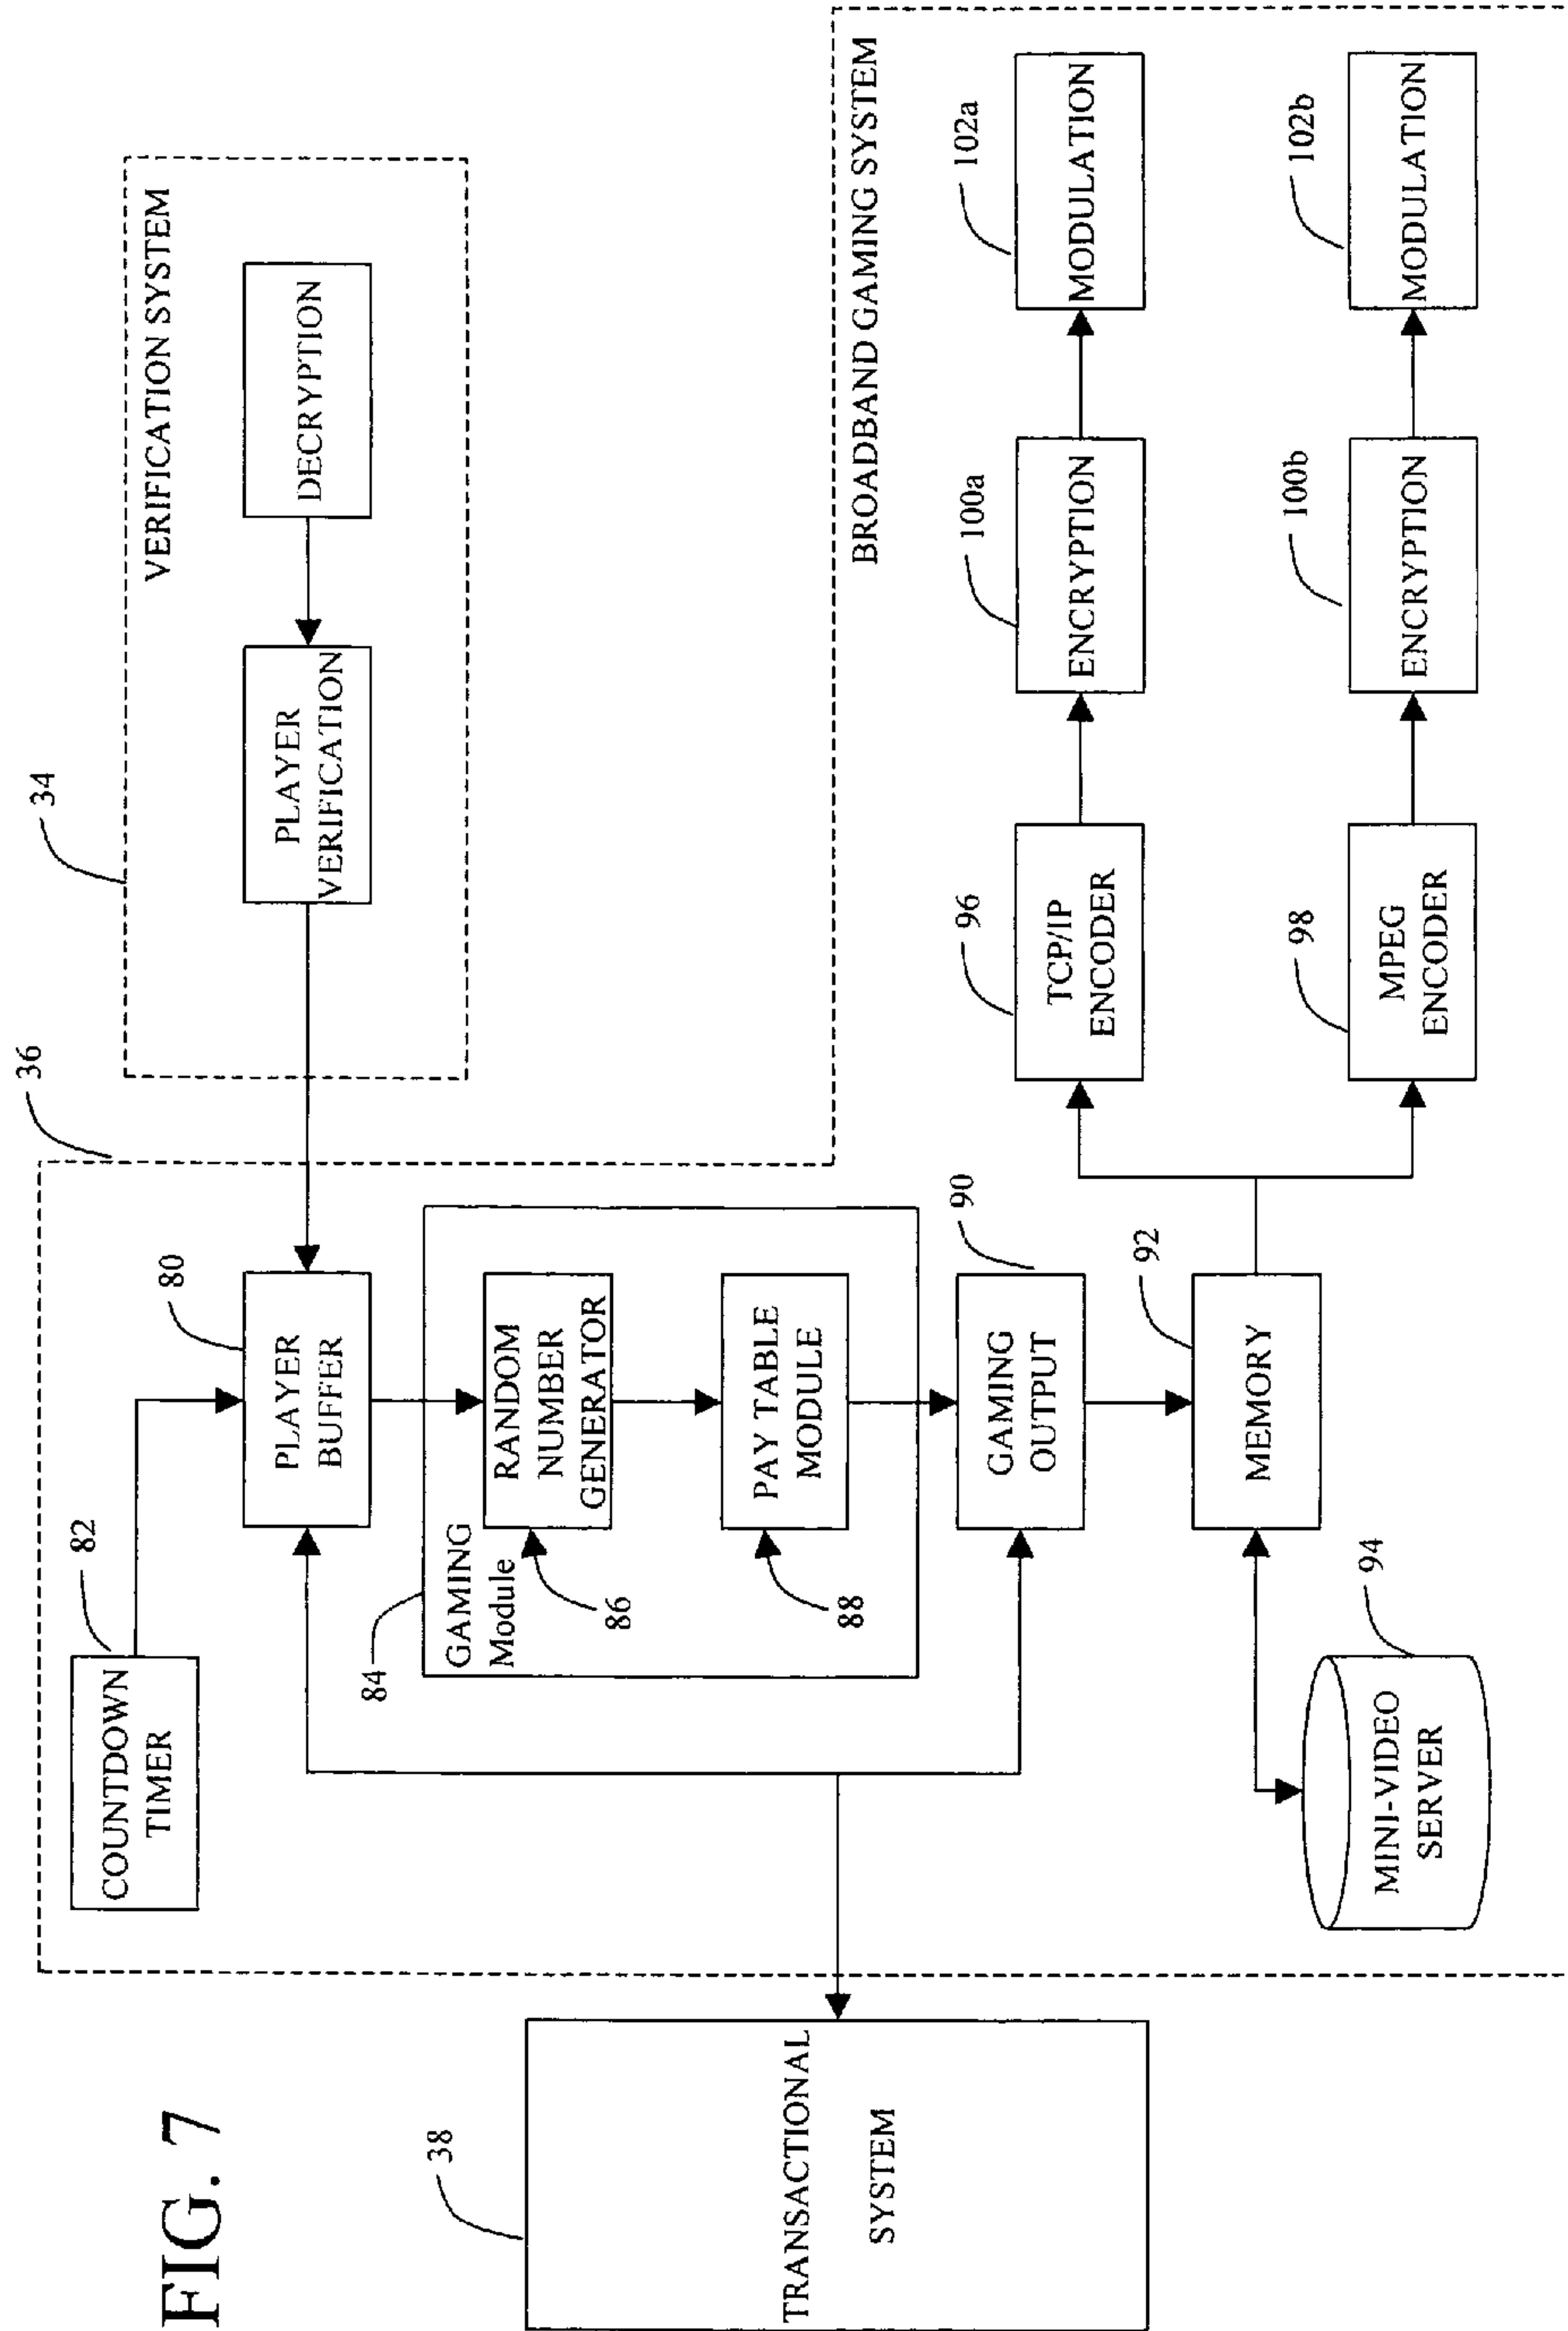 FIG. 7
38
TRANSACTIONAL
SYSTEM
36
COUNTDOWN
TIMER
82
PLAYER
BUFFER
80
84
GAMING
Module
RANDOM
NUMBER
GENERATOR
86
PAY TABLE
MODULE
88
GAMING
OUTPUT
90
MEMORY
92
MINI-VIDEO
SERVER
94
34
VERIFICATION SYSTEM
PLAYER
VERIFICATION
DECRYPTION
BROADBAND GAMING SYSTEM
96
TCP/IP
ENCODER
100a
ENCRYPTION
102a
MODULATION
98
MPEG
ENCODER
100b
ENCRYPTION
102b
MODULATION